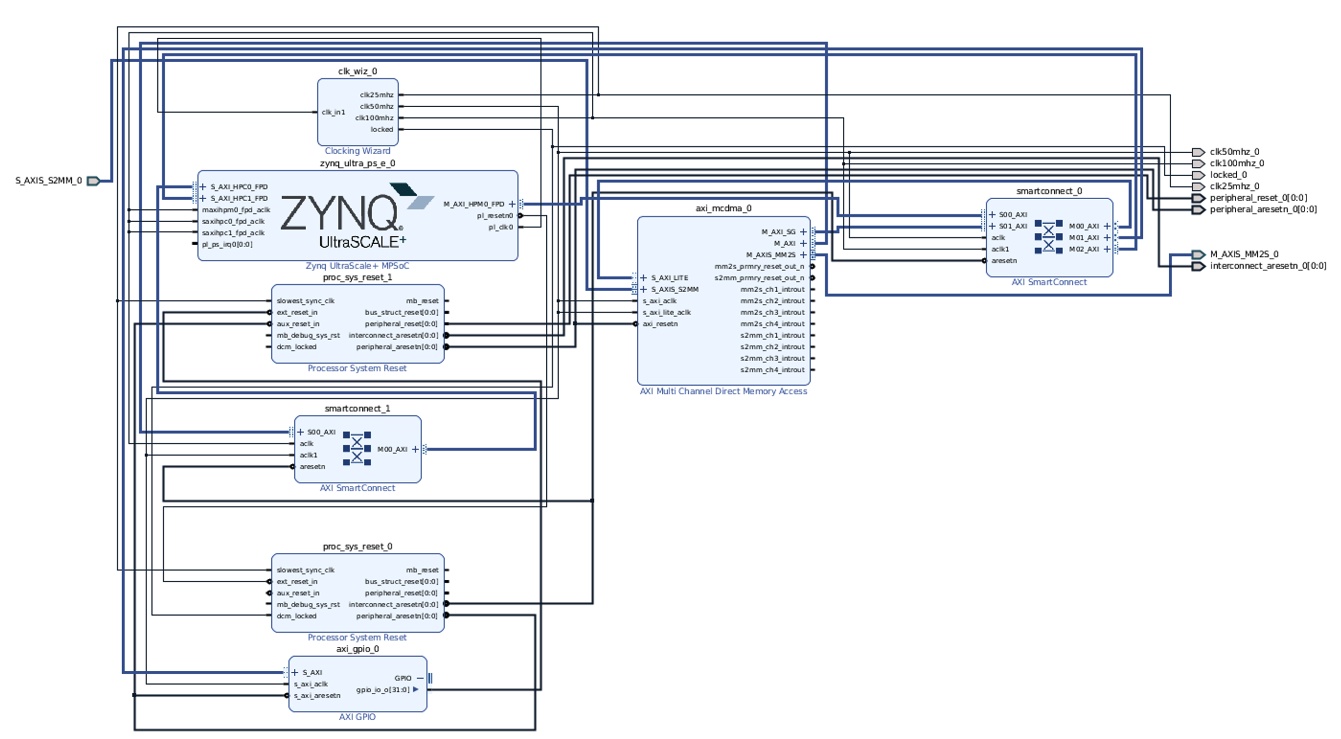 clk_wiz_0
clk_in1
clk25mhz
clk50mhz
clk100mhz
locked
Clocking Wizard
zynq_ultra_ps_e_0
S_AXIS_S2MM_0
S_AXI_HPC0_FPD
S_AXI_HPC1_FPD
maxihpm0_fpd_aclk
saxihpc0_fpd_aclk
saxihpc1_fpd_aclk
pl_ps_irq0[0:0]
ZYNQ
UltraSCALE+
M_AXI_HPM0_FPD
pl_resetn0
pl_clk0
Zynq UltraScale+ MPSoC
proc_sys_reset_1
slowest_sync_clk
ext_reset_in
aux_reset_in
mb_debug_sys_rst
dcm_locked
mb_reset
bus_struct_reset[0:0]
peripheral_reset[0:0]
interconnect_aresetn[0:0]
peripheral_aresetn[0:0]
Processor System Reset
smartconnect_1
S00_AXI
aclk
aclk1
aresetn
M00_AXI
AXI SmartConnect
proc_sys_reset_0
slowest_sync_clk
ext_reset_in
aux_reset_in
mb_debug_sys_rst
dcm_locked
mb_reset
bus_struct_reset[0:0]
peripheral_reset[0:0]
interconnect_aresetn[0:0]
peripheral_aresetn[0:0]
Processor System Reset
axi_gpio_0
S_AXI
s_axi_aclk
s_axi_aresetn
GPIO
gpio_io_o[31:0]
AXI GPIO
axi_mcdma_0
S_AXI_LITE
S_AXIS_S2MM
s_axi_aclk
s_axi_lite_aclk
axi_resetn
M_AXI_SG
M_AXI
M_AXIS_MM2S
mm2s_prmry_reset_out_n
s2mm_prmry_reset_out_n
mm2s_ch1_introut
mm2s_ch2_introut
mm2s_ch3_introut
mm2s_ch4_introut
s2mm_ch1_introut
s2mm_ch2_introut
s2mm_ch3_introut
s2mm_ch4_introut
AXI Multi Channel Direct Memory Access
smartconnect_0
S00_AXI
S01_AXI
aclk
aclk1
aresetn
M00_AXI
M01_AXI
M02_AXI
AXI SmartConnect
clk50mhz_0
clk100mhz_0
locked_0
clk25mhz_0
peripheral_reset_0[0:0]
peripheral_aresetn_0[0:0]
M_AXIS_MM2S_0
interconnect_aresetn_0[0:0]